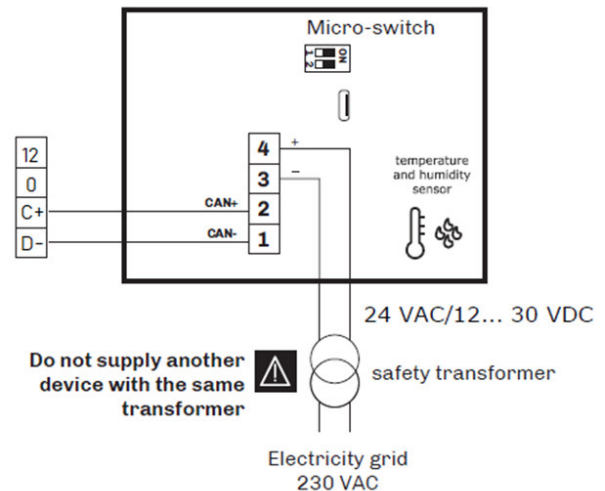 Micro-switch
1
2
ON
12
0
C+
D-
CAN+
CAN-
4
3
2
1
+
−
temperature
and humidity
sensor
24 VAC/12... 30 VDC
Do not supply another
device with the same
transformer
safety transformer
Electricity grid
230 VAC